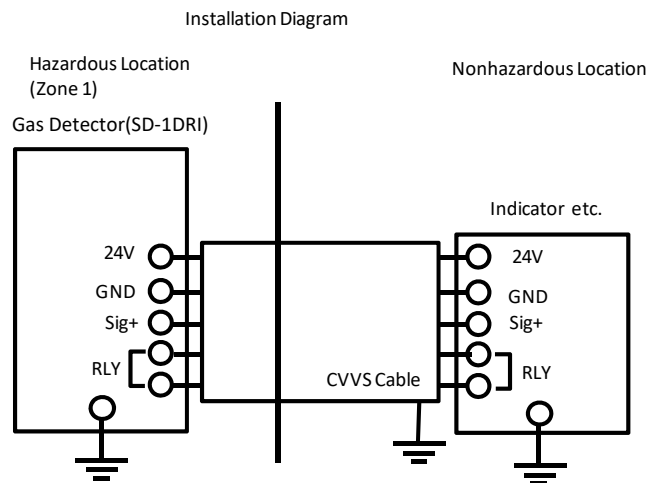 Installation Diagram
Hazardous Location
(Zone 1)
Nonhazardous Location
Gas Detector(SD-1DRI)
Indicator etc.
24V
GND
Sig+
RLY
CVVS Cable
24V
GND
Sig+
RLY